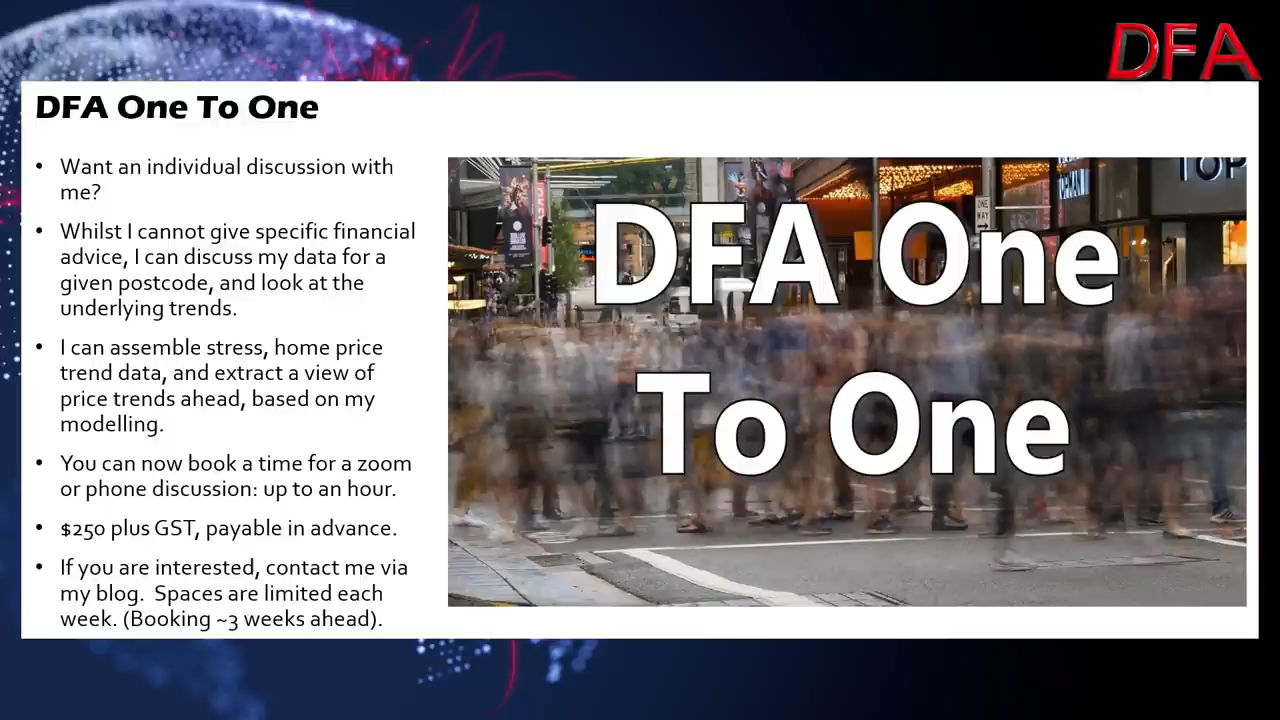 DFA
DFA One To One
• Want an individual discussion with
me?
• Whilst I cannot give specific financial
advice, I can discuss my data for a
given postcode, and look at the
underlying trends.
• I can assemble stress, home price
trend data, and extract a view of
price trends ahead, based on my
modelling.
• You can now book a time for a zoom
or phone discussion: up to an hour.
• $250 plus GST, payable in advance.
• If you are interested, contact me via
my blog.  Spaces are limited each
week. (Booking ~3 weeks ahead).
DFA One
To One
ONE
WAY
TOP